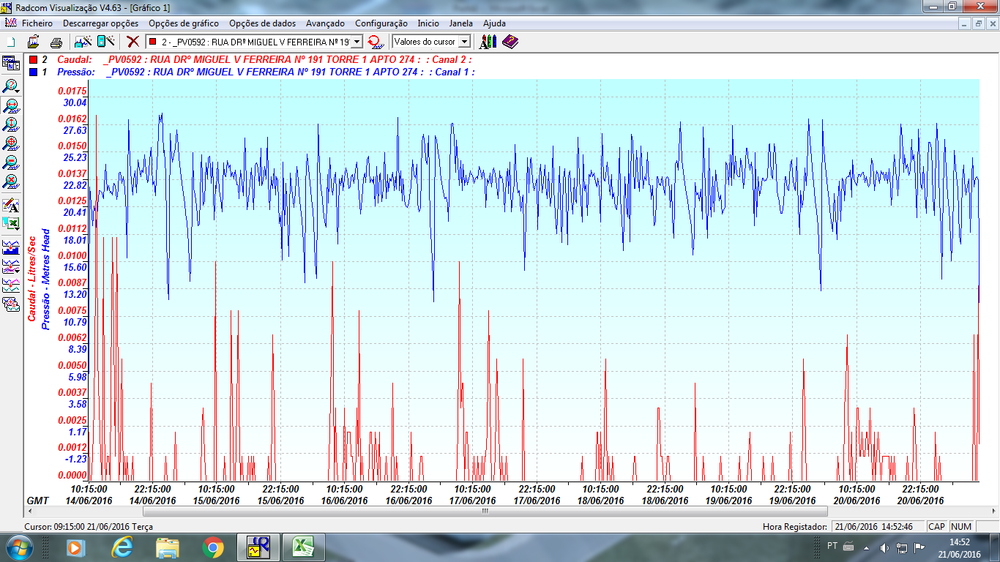 Radcom Visualização V4.63 - [Gráfico 1]
Ficheiro Descarregar opções Opções de gráfico Opções de dados Avançado Configuração Inicio Janela Ajuda
2 - _PV0592 : RUA DRº MIGUEL V FERREIRA Nº 191 Valores do cursor
2 Caudal: _PV0592 : RUA DRº MIGUEL V FERREIRA Nº 191 TORRE 1 APTO 274 : : Canal 2 :
1 Pressão: _PV0592 : RUA DRº MIGUEL V FERREIRA Nº 191 TORRE 1 APTO 274 : : Canal 1 :
0.0175
30.04
0.0162
27.63
0.0150
25.23
0.0137
22.82
0.0125
20.41
0.0112
18.01
0.0100
15.60
0.0087
13.20
0.0075
10.79
0.0062
8.39
0.0050
5.98
0.0037
3.58
0.0025
1.17
0.0012
-1.23
0.0000
Caudal - Litres/Sec
Pressão - Metres Head
10:15:00 22:15:00 10:15:00 22:15:00 10:15:00 22:15:00 10:15:00 22:15:00 10:15:00 22:15:00 10:15:00 22:15:00 10:15:00 22:15:00
GMT 14/06/2016 14/06/2016 15/06/2016 15/06/2016 16/06/2016 16/06/2016 17/06/2016 17/06/2016 18/06/2016 18/06/2016 19/06/2016 19/06/2016 20/06/2016 20/06/2016
Cursor: 09:15:00 21/06/2016 Terça Hora Registador: 21/06/2016 14:52:46 CAP NUM
PT 14:52
21/06/2016